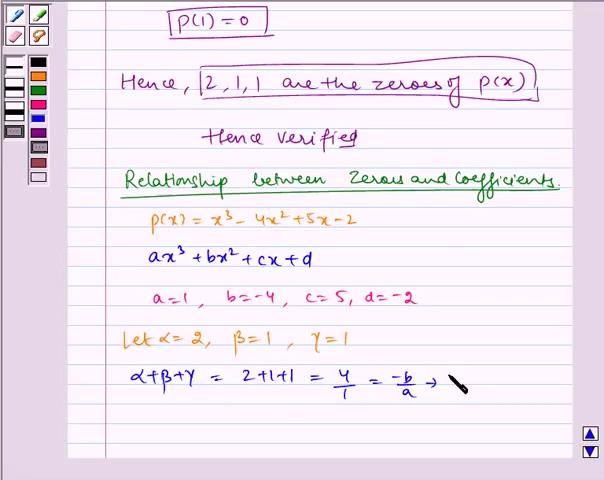 P(1) = 0
Hence, 2, 1, 1 are the zeroes of p(x)
Hence verified
Relationship between zeroes and coefficients.
p(x) = x³ - 4x² + 5x - 2
ax³ + bx² + cx + d
a = 1, b = -4, c = 5, d = -2
Let α = 2, β = 1, γ = 1
α + β + γ = 2 + 1 + 1 = 4/1 = -b/a →